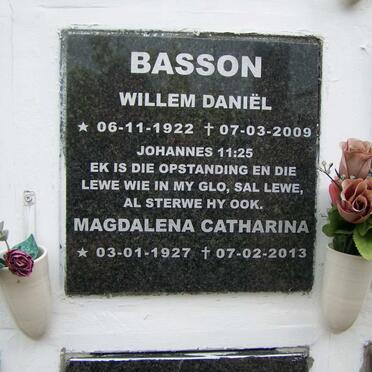 BASSON
WILLEM DANIËL
★ 06-11-1922 ✝ 07-03-2009
JOHANNES 11:25
EK IS DIE OPSTANDING EN DIE
LEWE WIE IN MY GLO, SAL LEWE,
AL STERWE HY OOK.
MAGDALENA CATHARINA
★ 03-01-1927 ✝ 07-02-2013